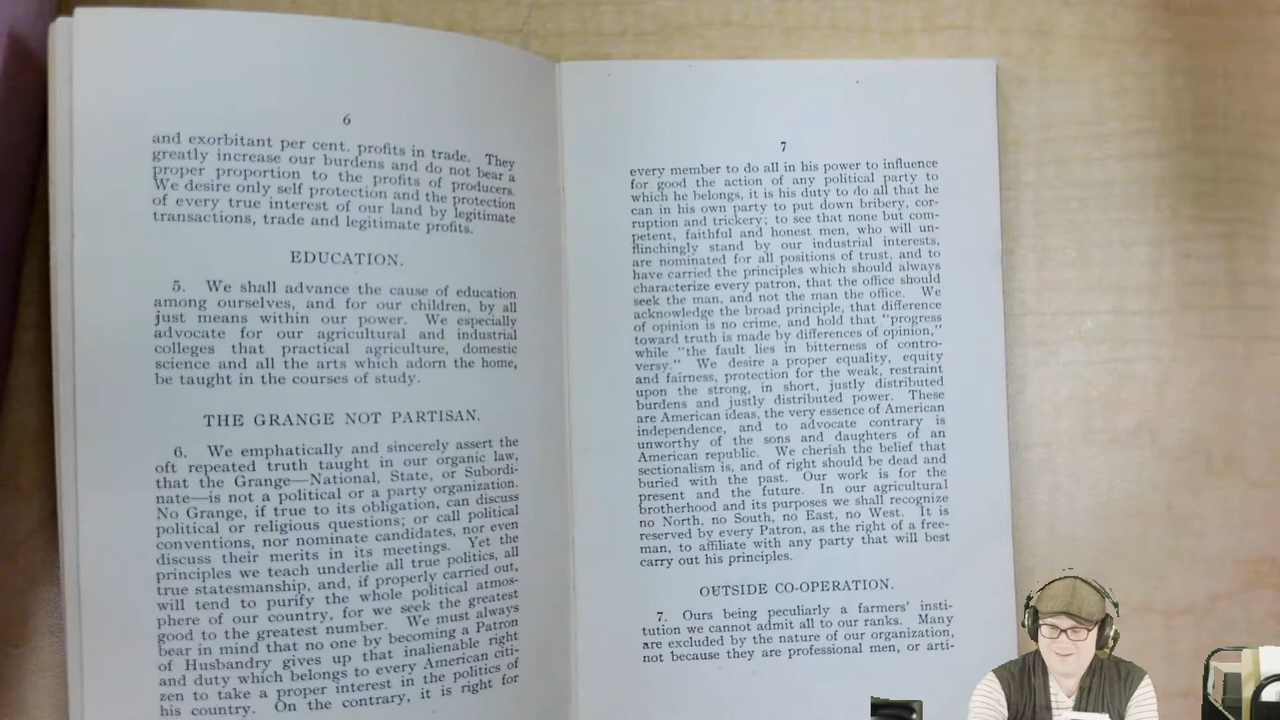 6
and exorbitant per cent. profits in trade. They
greatly increase our burdens and do not bear a
proper proportion to the profits of producers.
We desire only self protection and the protection
of every true interest of our land by legitimate
transactions, trade and legitimate profits.
EDUCATION.
5. We shall advance the cause of education
among ourselves, and for our children, by all
just means within our power. We especially
advocate for our agricultural and industrial
colleges that practical agriculture, domestic
science and all the arts which adorn the home,
be taught in the courses of study.
THE GRANGE NOT PARTISAN.
6. We emphatically and sincerely assert the
oft repeated truth taught in our organic law,
that the Grange—National, State, or Subordi-
nate—is not a political or a party organization.
No Grange, if true to its obligation, can discuss
political or religious questions; or call political
conventions, nor nominate candidates, nor even
discuss their merits in its meetings. Yet the
principles we teach underlie all true politics, all
true statesmanship, and, if properly carried out,
will tend to purify the whole political atmos-
phere of our country, for we seek the greatest
good to the greatest number. We must always
bear in mind that no one by becoming a Patron
of Husbandry gives up that inalienable right
and duty which belongs to every American citi-
zen to take a proper interest in the politics of
his country. On the contrary, it is right for
7
every member to do all in his power to influence
for good the action of any political party to
which he belongs, it is his duty to do all that he
can in his own party to put down bribery, cor-
ruption and trickery; to see that none but com-
petent, faithful and honest men, who will un-
flinchingly stand by our industrial interests,
are nominated for all positions of trust, and to
have carried the principles which should always
characterize every patron, that the office should
seek the man, and not the man the office. We
acknowledge the broad principle, that difference
of opinion is no crime, and hold that "progress
toward truth is made by differences of opinion,"
while "the fault lies in bitterness of contro-
versy." We desire a proper equality, equity
and fairness, protection for the weak, restraint
upon the strong, in short, justly distributed
burdens and justly distributed power. These
are American ideas, the very essence of American
independence, and to advocate contrary is
unworthy of the sons and daughters of an
American republic. We cherish the belief that
sectionalism is, and of right should be dead and
buried with the past. Our work is for the
present and the future. In our agricultural
brotherhood and its purposes we shall recognize
no North, no South, no East, no West. It is
reserved by every Patron, as the right of a free-
man, to affiliate with any party that will best
carry out his principles.
OUTSIDE CO-OPERATION.
7. Ours being peculiarly a farmers' insti-
tution we cannot admit all to our ranks. Many
are excluded by the nature of our organization,
not because they are professional men, or arti-